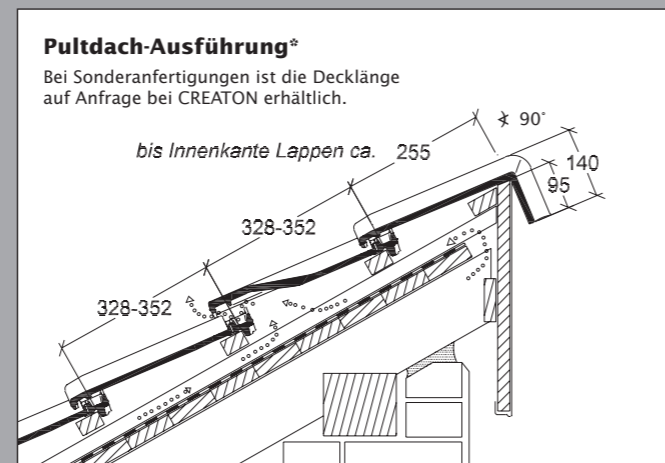 Pultdach-Ausführung*
Bei Sonderanfertigungen ist die Decklänge
auf Anfrage bei CREATON erhältlich.
∢ 90°
bis Innenkante Lappen ca. 255
140
95
328-352
328-352